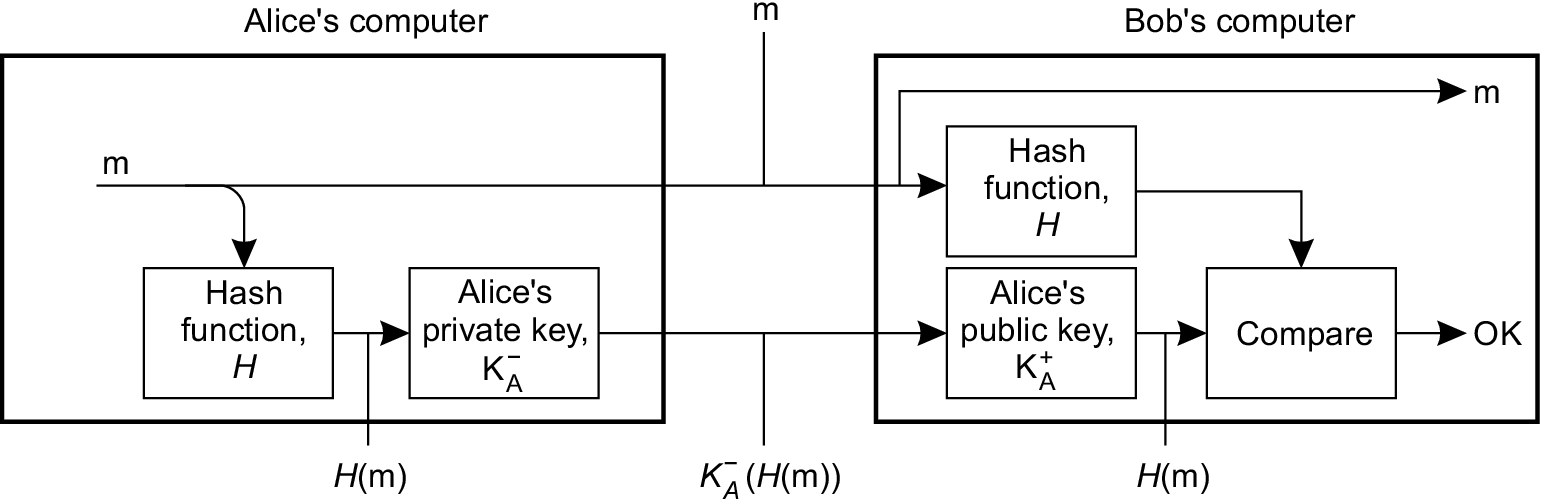 Alice's computer
m
Bob's computer
m
m
Hash
function,
H
Hash
function,
H
Alice's
private key,
K_A^−
Alice's
public key,
K_A^+
Compare
OK
H(m)
K_A^−(H(m))
H(m)